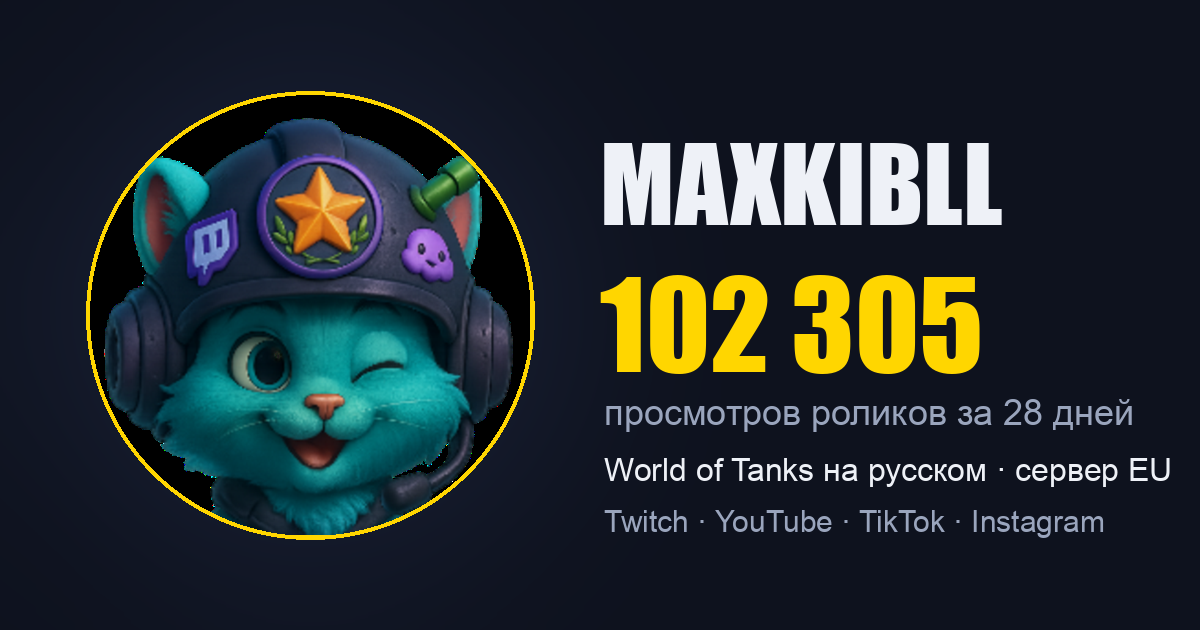 MAXKIBLL
102 305
просмотров роликов за 28 дней
World of Tanks на русском · сервер EU
Twitch · YouTube · TikTok · Instagram